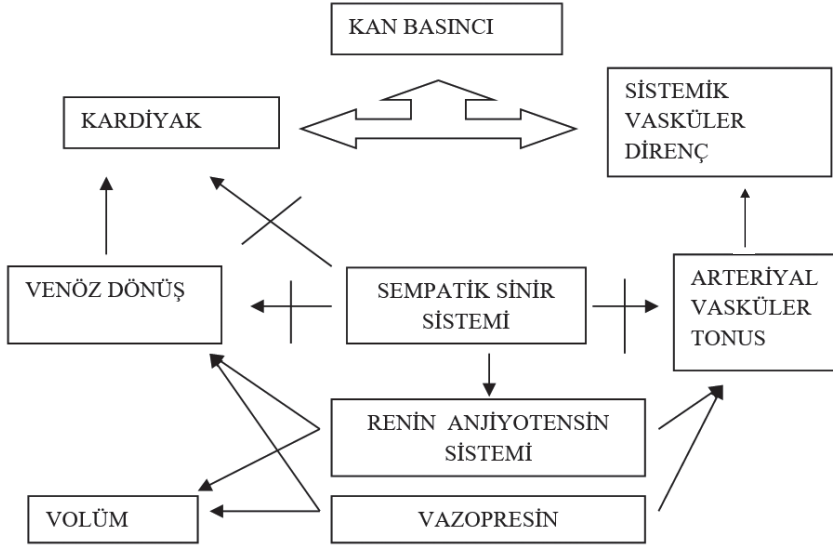 KAN BASINCI
KARDİYAK
SİSTEMİK
VASKÜLER
DİRENÇ
VENÖZ DÖNÜŞ
SEMPATİK SİNİR
SİSTEMİ
ARTERİYAL
VASKÜLER
TONUS
RENİN ANJİYOTENSİN
SİSTEMİ
VOLÜM
VAZOPRESİN